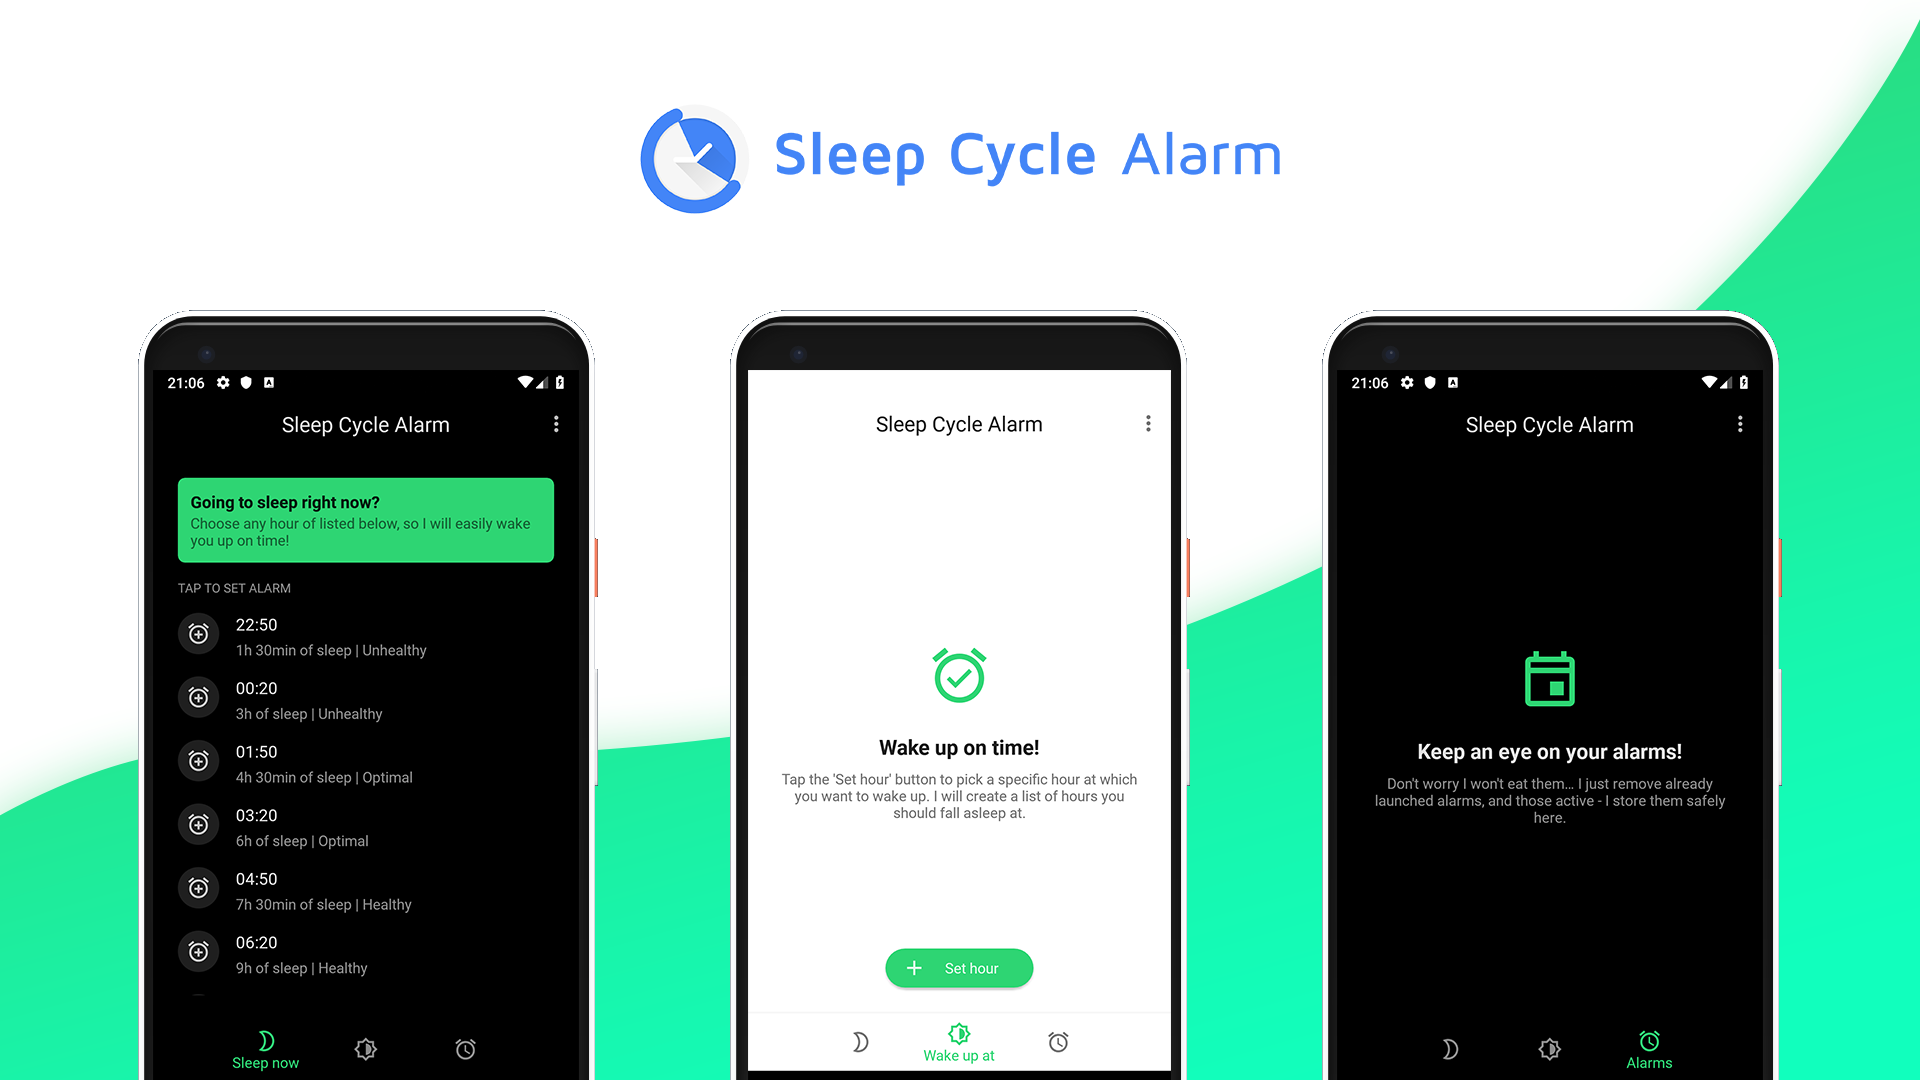 Sleep Cycle Alarm
21:06
Sleep Cycle Alarm
Going to sleep right now?
Choose any hour of listed below, so I will easily wake
you up on time!
TAP TO SET ALARM
22:50
1h 30min of sleep | Unhealthy
00:20
3h of sleep | Unhealthy
01:50
4h 30min of sleep | Optimal
03:20
6h of sleep | Optimal
04:50
7h 30min of sleep | Healthy
06:20
9h of sleep | Healthy
Sleep now
Sleep Cycle Alarm
Wake up on time!
Tap the 'Set hour' button to pick a specific hour at which
you want to wake up. I will create a list of hours you
should fall asleep at.
Set hour
Wake up at
21:06
Sleep Cycle Alarm
Keep an eye on your alarms!
Don't worry I won't eat them... I just remove already
launched alarms, and those active - I store them safely
here.
Alarms